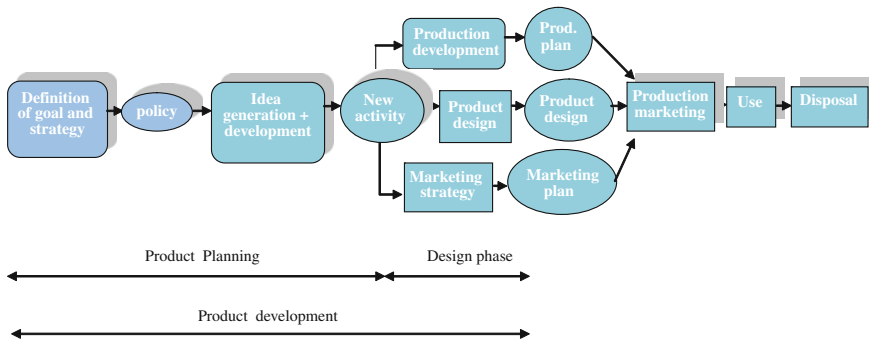 Definition
of goal and
strategy
policy
Idea
generation +
development
New
activity
Production
development
Prod.
plan
Product
design
Product
design
Marketing
strategy
Marketing
plan
Production
marketing
Use
Disposal
Product Planning
Design phase
Product development